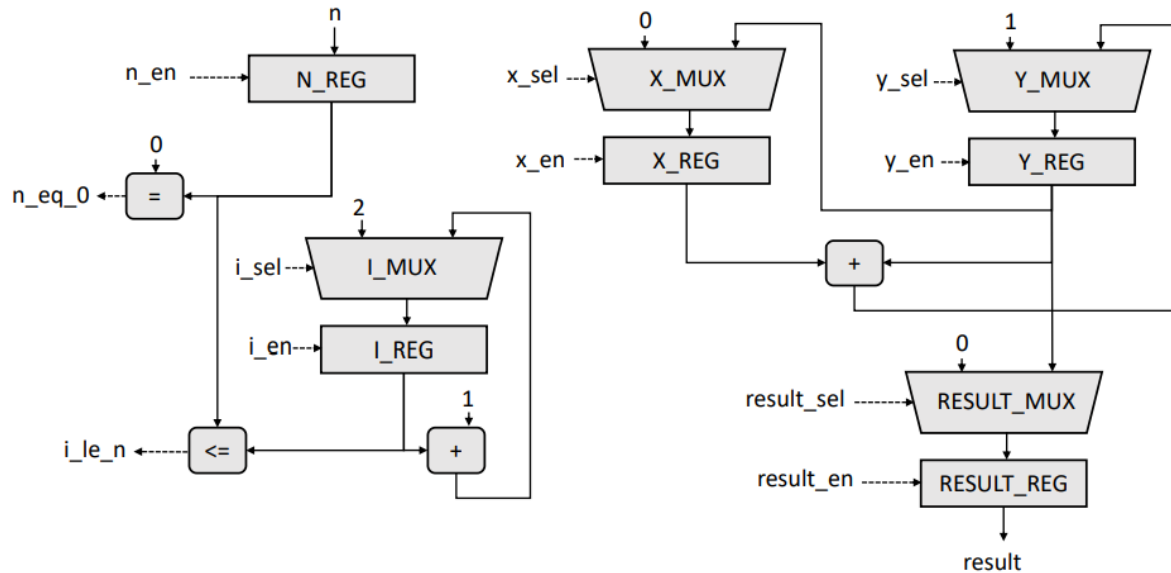 n
n_en
N_REG
0
n_eq_0
=
2
i_sel
I_MUX
i_en
I_REG
1
i_le_n
<=
+
0
x_sel
X_MUX
x_en
X_REG
1
y_sel
Y_MUX
y_en
Y_REG
+
0
result_sel
RESULT_MUX
result_en
RESULT_REG
result